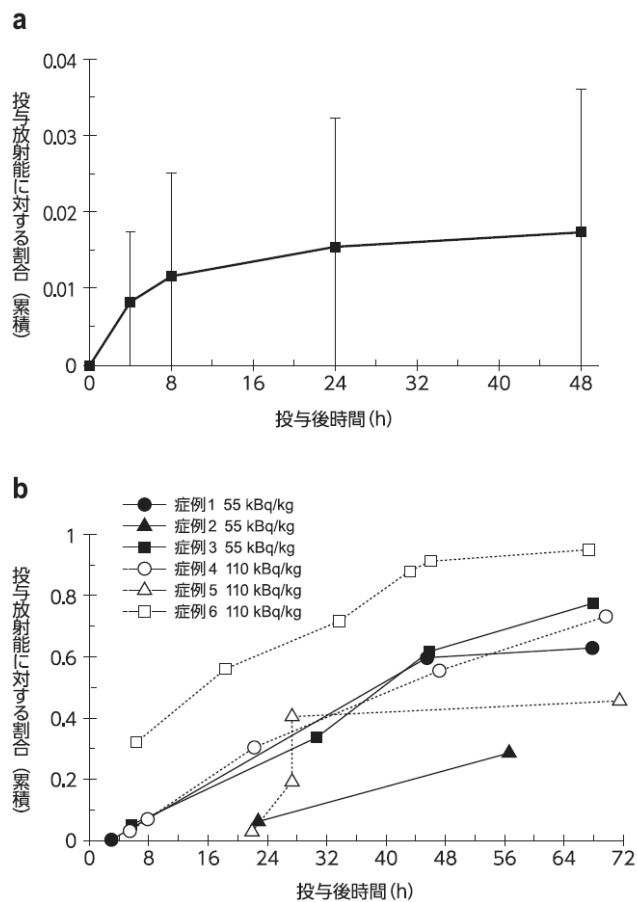 a
0.04
0.03
0.02
0.01
0
投与放射能に対する割合（累積）
0 8 16 24 32 40 48
投与後時間(h)
b
症例1 55 kBq/kg
症例2 55 kBq/kg
症例3 55 kBq/kg
症例4 110 kBq/kg
症例5 110 kBq/kg
症例6 110 kBq/kg
1
0.8
0.6
0.4
0.2
0
投与放射能に対する割合（累積）
0 8 16 24 32 40 48 56 64 72
投与後時間(h)